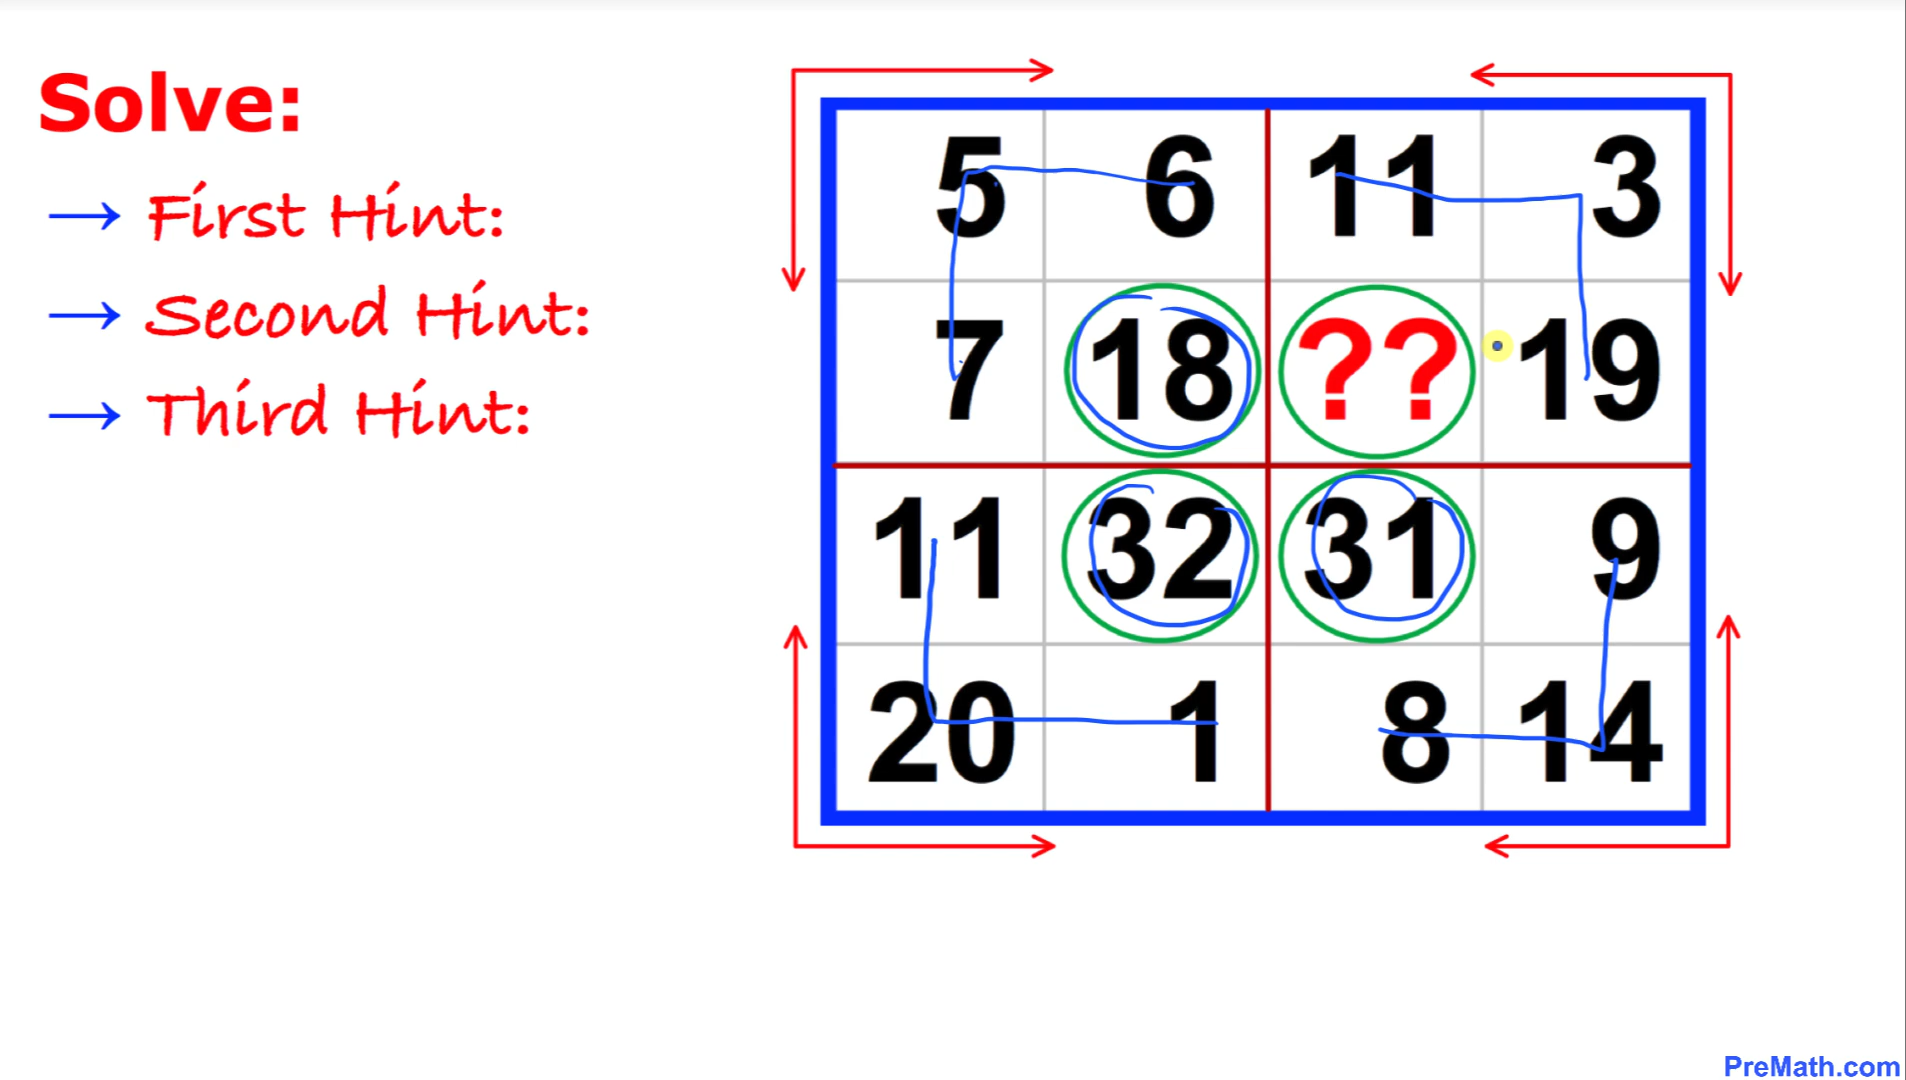 Solve:
→ First Hint:
→ Second Hint:
→ Third Hint:
5 6 11 3
7 18 ?? 19
11 32 31 9
20 1 8 14
PreMath.com